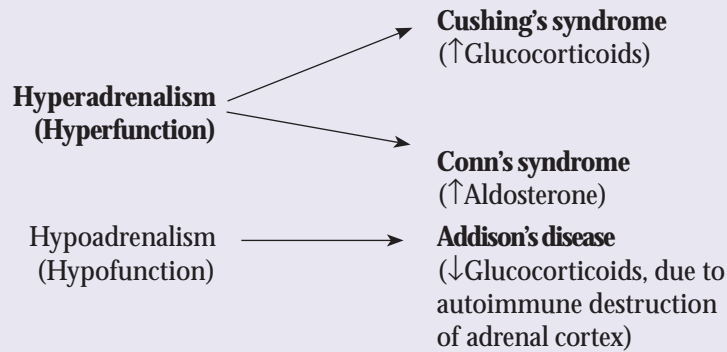 Cushing's syndrome
(↑Glucocorticoids)
Hyperadrenalism
(Hyperfunction)
Conn's syndrome
(↑Aldosterone)
Hypoadrenalism
(Hypofunction)
Addison's disease
(↓Glucocorticoids, due to
autoimmune destruction
of adrenal cortex)